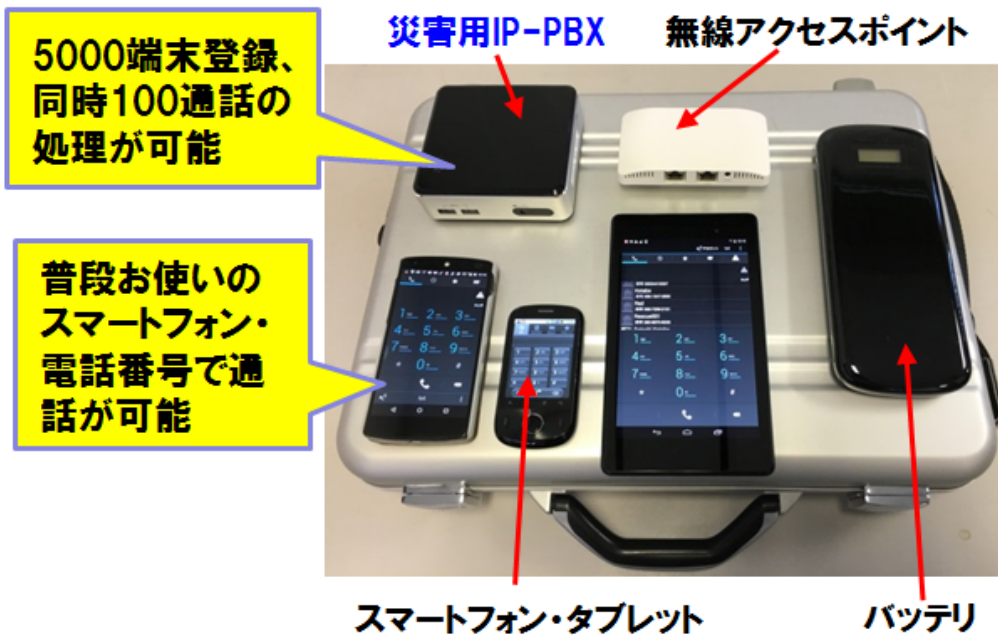 災害用IP-PBX
無線アクセスポイント
5000端末登録、
同時100通話の
処理が可能
普段お使いの
スマートフォン・
電話番号で通
話が可能
スマートフォン・タブレット
バッテリ